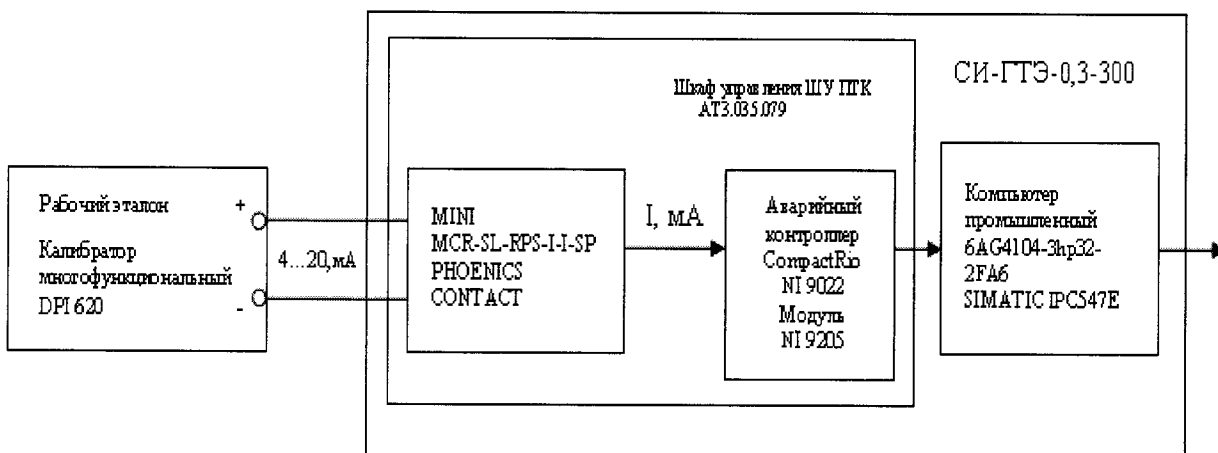 СИ-ГТЭ-0,3-300
Шкаф управления ШУ ПТК
АТ3.035.079
Рабочий эталон +
Калибратор
многофункциональный
DPI 620 -
4...20, мА
MINI
MCR-SL-RPS-I-I-SP
PHOENICS
CONTACT
I, мА
Аварийный
контроллер
CompactRio
NI 9022
Модуль
NI 9205
Компьютер
промышленный
6AG4104-3hp32-
2FA6
SIMATIC IPC547E